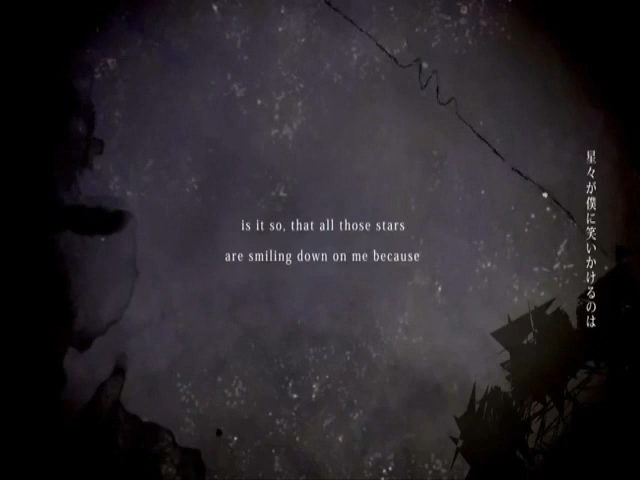 is it so, that all those stars
are smiling down on me because
星々が僕に笑いかけるのは